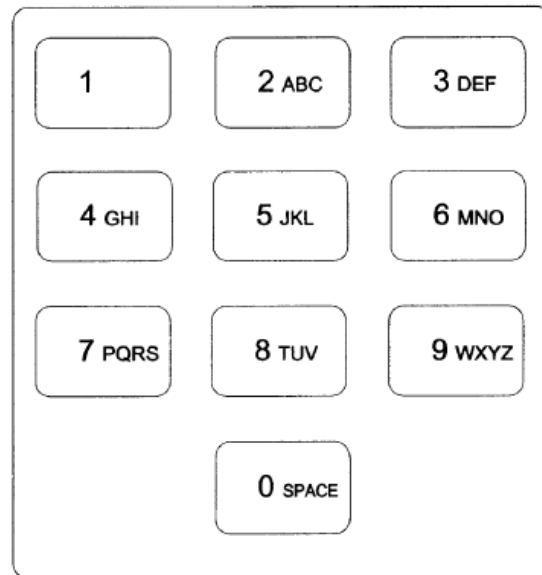 1 2 ABC 3 DEF
4 GHI 5 JKL 6 MNO
7 PQRS 8 TUV 9 WXYZ
0 SPACE